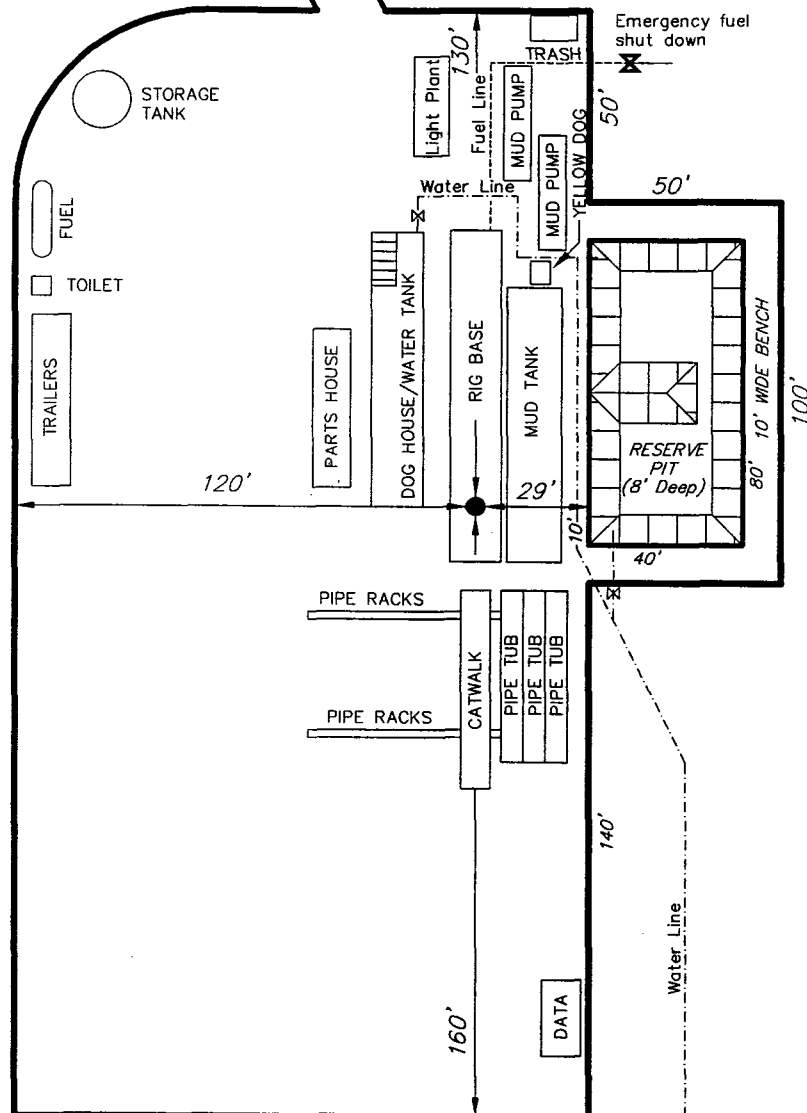 Emergency fuel
shut down
TRASH
130'
50'
STORAGE
TANK
Light Plant
Fuel Line
MUD PUMP
MUD PUMP
YELLOW DOG
Water Line
50'
FUEL
TOILET
TRAILERS
PARTS HOUSE
DOG HOUSE/WATER TANK
RIG BASE
MUD TANK
10' WIDE BENCH
100'
RESERVE
PIT
(8' Deep)
80'
120'
29'
10'
40'
PIPE RACKS
CATWALK
PIPE TUB
PIPE TUB
PIPE TUB
PIPE RACKS
140'
Water Line
160'
DATA